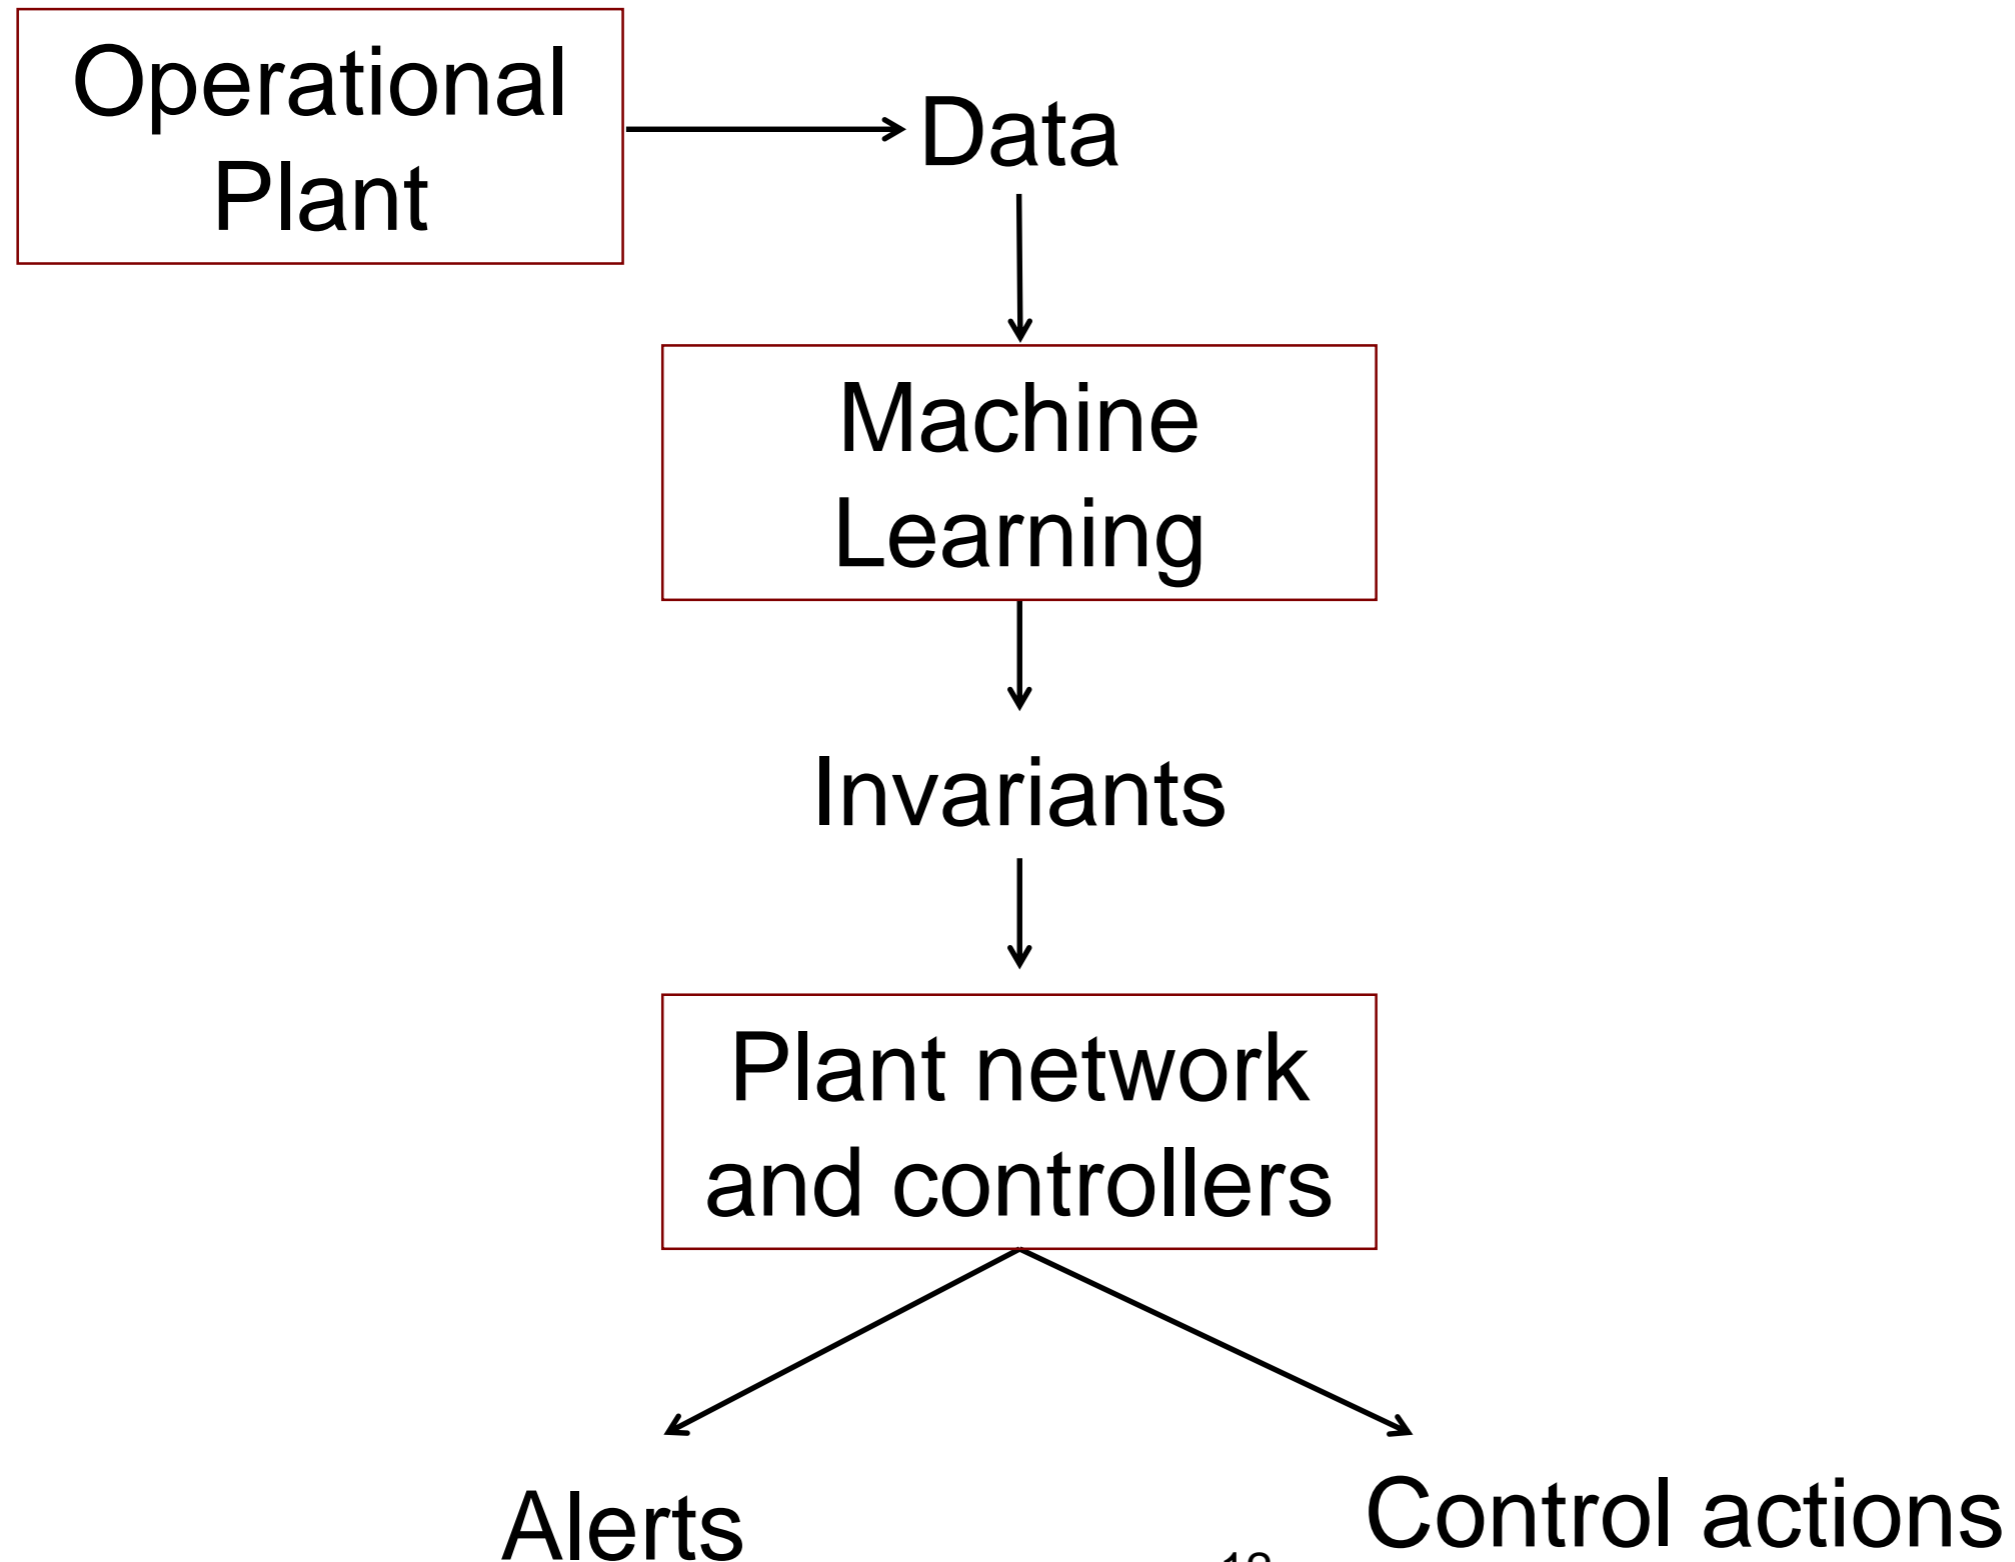 Operational
Plant
Data
Machine
Learning
Invariants
Plant network
and controllers
Alerts
Control actions